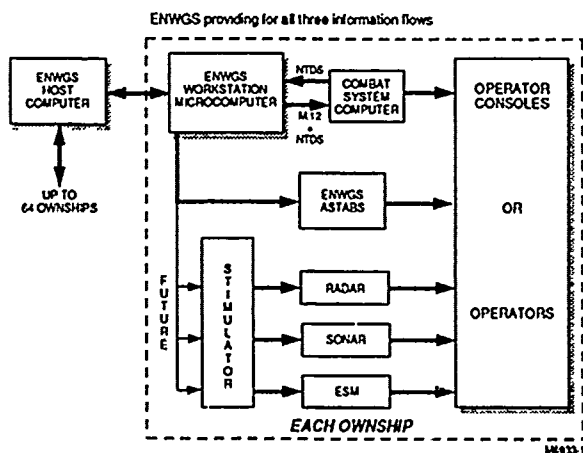 ENWGS providing for all three information flows
ENWGS
HOST
COMPUTER
UP TO
64 OWNSHIPS
ENWGS
WORKSTATION
MICROCOMPUTER
NTDS
M.12
+
NTDS
COMBAT
SYSTEM
COMPUTER
OPERATOR
CONSOLES
OR
OPERATORS
ENWGS
ASTABS
FUTURE
STIMULATOR
RADAR
SONAR
ESM
EACH OWNSHIP